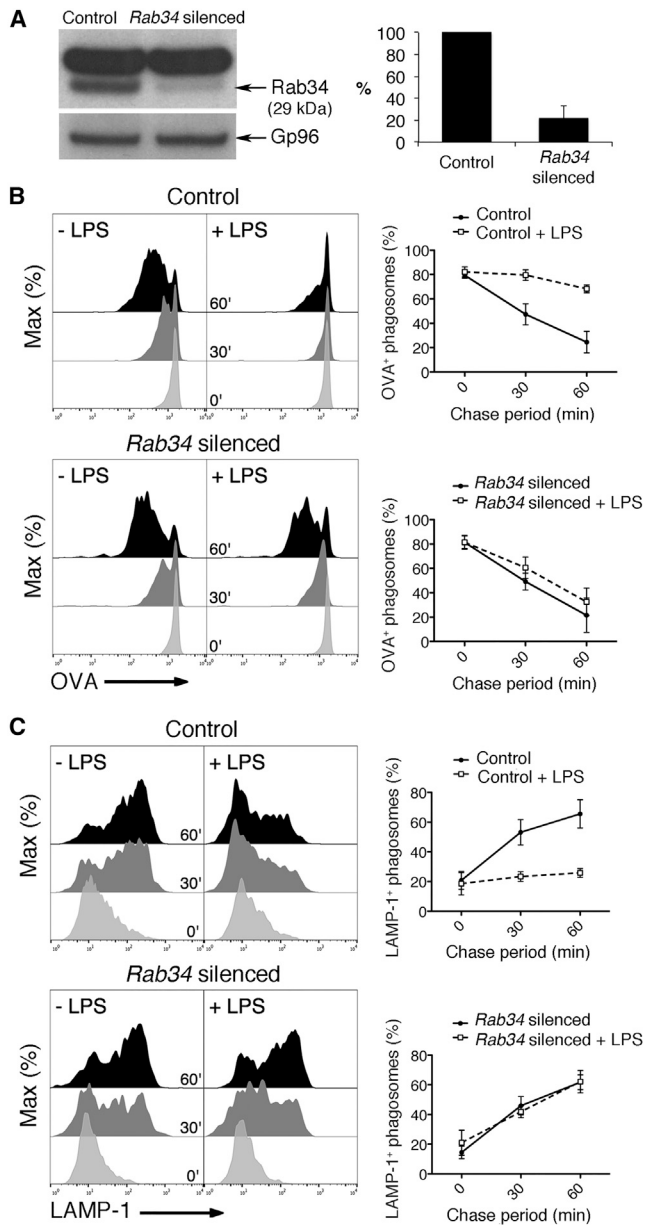 A
Control Rab34 silenced
Rab34
(29 kDa)
Gp96
%
100
80
60
40
20
0
Control
Rab34
silenced
B
Control
- LPS
+ LPS
Max (%)
60'
30'
0'
Control
Control + LPS
OVA⁺ phagosomes (%)
100
80
60
40
20
0
0
30
60
Chase period (min)
Rab34 silenced
- LPS
+ LPS
Max (%)
60'
30'
0'
OVA
Rab34 silenced
Rab34 silenced + LPS
OVA⁺ phagosomes (%)
100
80
60
40
20
0
0
30
60
Chase period (min)
C
Control
- LPS
+ LPS
Max (%)
60'
30'
0'
Control
Control + LPS
LAMP-1⁺ phagosomes (%)
80
60
40
20
0
0
30
60
Chase period (min)
Rab34 silenced
- LPS
+ LPS
Max (%)
60'
30'
0'
LAMP-1
Rab34 silenced
Rab34 silenced + LPS
LAMP-1⁺ phagosomes (%)
80
60
40
20
0
0
30
60
Chase period (min)